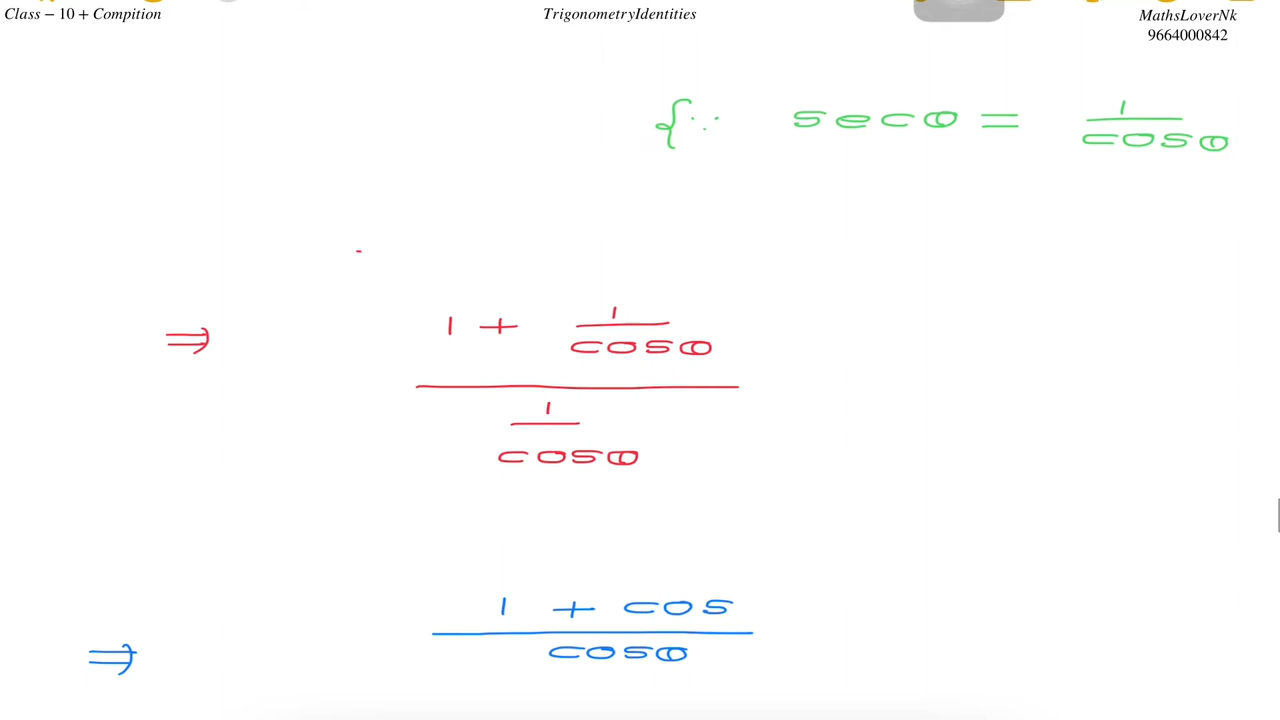 Class – 10 + Compition TrigonometryIdentities MathsLoverNk
9664000842
{∵ secθ = 1/cosθ
⇒ (1 + 1/cosθ)/(1/cosθ)
⇒ (1 + cos)/cosθ